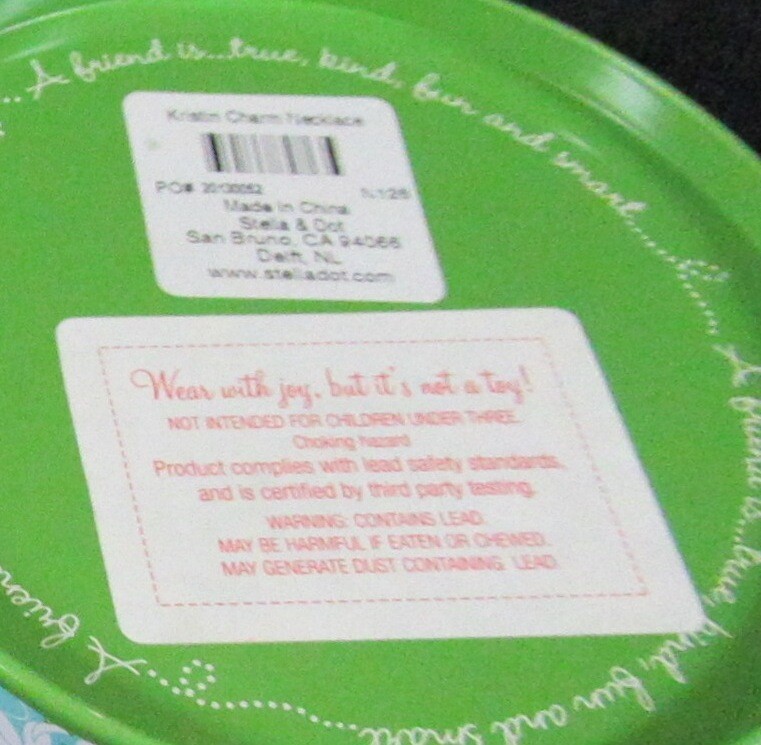 ... A friend is...true, kind, fun and smart......
Kristin Charm Necklace
PO# 20120052 N126
Made in China
Stella & Dot
San Bruno, CA 94066
Delft, NL
www.stelladot.com
Wear with joy, but it's not a toy!
NOT INTENDED FOR CHILDREN UNDER THREE.
Choking hazard
Product complies with lead safety standards,
and is certified by third party testing.
WARNING: CONTAINS LEAD.
MAY BE HARMFUL IF EATEN OR CHEWED.
MAY GENERATE DUST CONTAINING LEAD.
A friend is...true, kind, fun and smart
A frien